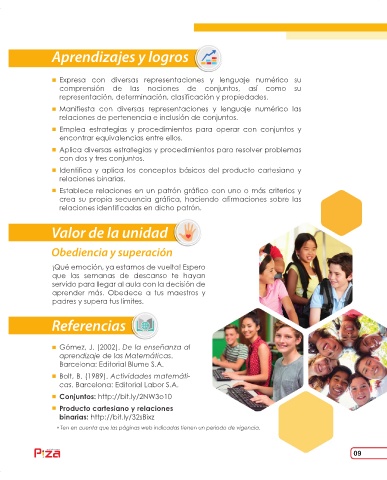 Aprendizajes y logros
Expresa con diversas representaciones y lenguaje numérico su
comprensión de las nociones de conjuntos, así como su
representación, determinación, clasificación y propiedades.
Manifiesta con diversas representaciones y lenguaje numérico las
relaciones de pertenencia e inclusión de conjuntos.
Emplea estrategias y procedimientos para operar con conjuntos y
encontrar equivalencias entre ellos.
Aplica diversas estrategias y procedimientos para resolver problemas
con dos y tres conjuntos.
Identifica y aplica los conceptos básicos del producto cartesiano y
relaciones binarias.
Establece relaciones en un patrón gráfico con uno o más criterios y
crea su propia secuencia gráfica, haciendo afirmaciones sobre las
relaciones identificadas en dicho patrón.
Valor de la unidad
Obediencia y superación
¡Qué emoción, ya estamos de vuelta! Espero
que las semanas de descanso te hayan
servido para llegar al aula con la decisión de
aprender más. Obedece a tus maestros y
padres y supera tus límites.
Referencias
Gómez, J. (2002). De la enseñanza al
aprendizaje de las Matemáticas.
Barcelona: Editorial Blume S.A.
Bolt, B. (1989). Actividades matemáti-
cas. Barcelona: Editorial Labor S.A.
Conjuntos: http://bit.ly/2NW3o10
Producto cartesiano y relaciones
binarias: http://bit.ly/32sBixz
* Ten en cuenta que las páginas web indicadas tienen un periodo de vigencia.
Piza
09